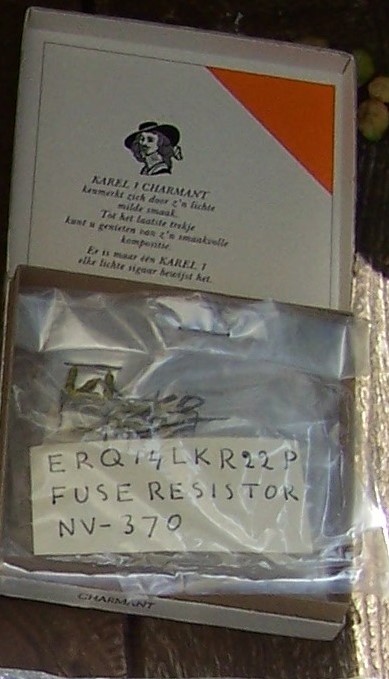 KAREL I CHARMANT
kenmerkt zich door z'n lichte
milde smaak.
Tot het laatste trekje
kunt u genieten van z'n smaakvolle
kompositie.
Er is maar één KAREL I
elke lichte sigaar bewijst het.
ERQ14LKR22P
FUSE RESISTOR
NV-370
CHARMANT